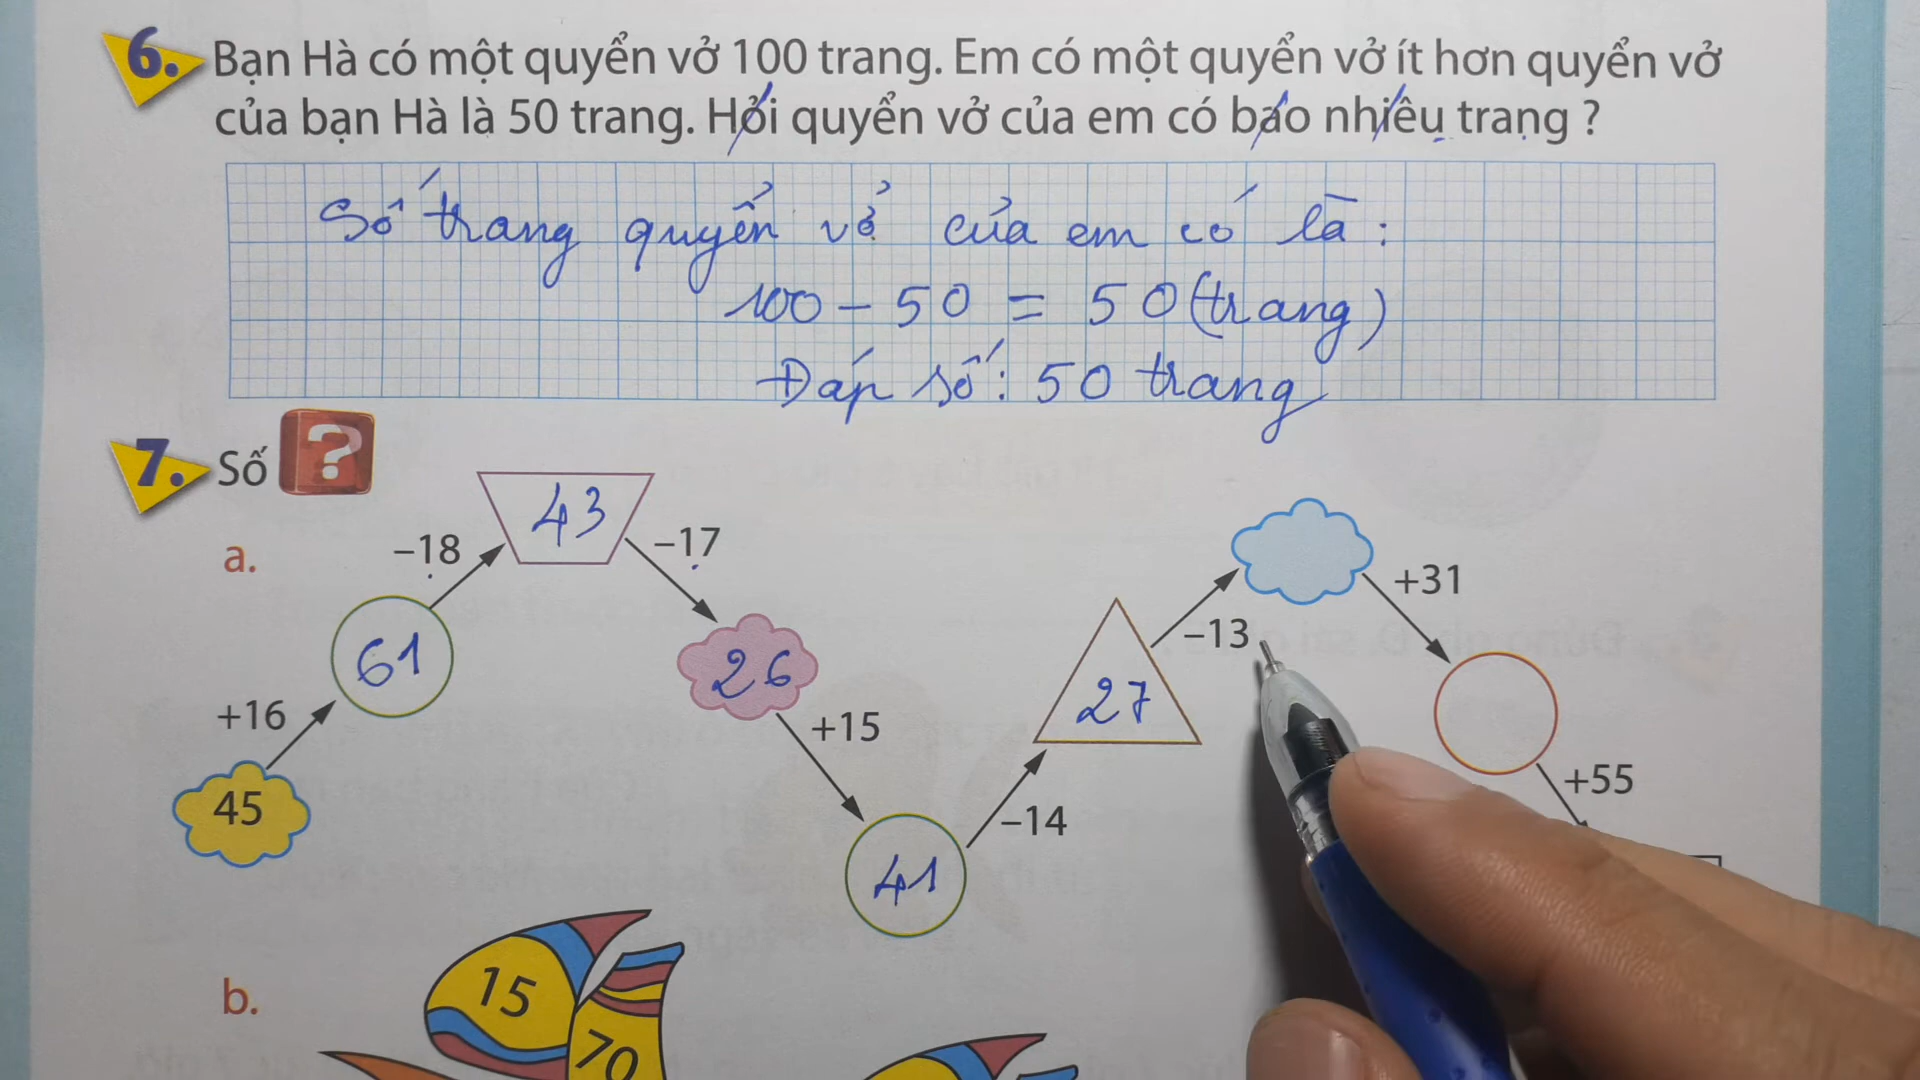 6. Bạn Hà có một quyển vở 100 trang. Em có một quyển vở ít hơn quyển vở
của bạn Hà là 50 trang. Hỏi quyển vở của em có bao nhiêu trang ?
Số trang quyển vở của em có là:
100 - 50 = 50 (trang)
Đáp số: 50 trang
7. Số ?
a.
45
+16
61
–18
43
–17
26
+15
41
–14
27
–13
+31
+55
b.
15
70